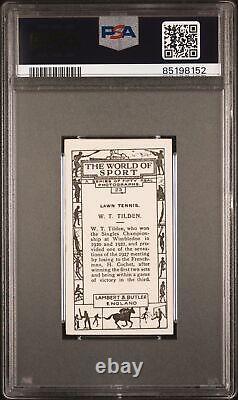 PSA
85198152
THE WORLD OF
SPORT
A SERIES OF FIFTY REAL
PHOTOGRAPHS.
23
LAWN TENNIS.
W. T. TILDEN.
W. T. Tilden, who won
the Singles Champion-
ship at Wimbledon in
1920 and 1921, and pro-
vided one of the sensations
of the 1927 meeting
by losing to the French-
man, H. Cochet, after
winning the first two sets
and being within a game
of victory in the third.
LAMBERT & BUTLER
ENGLAND